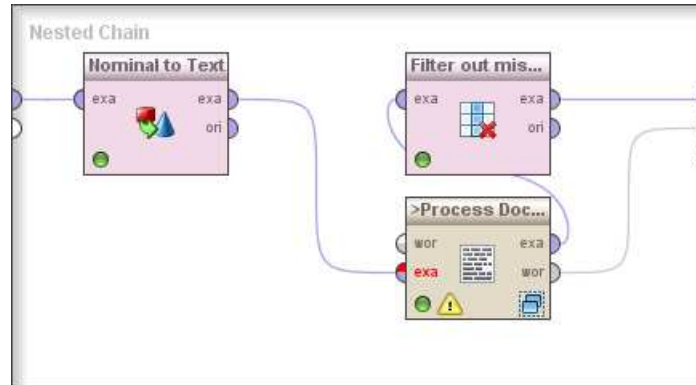 Nested Chain
Nominal to Text
exa
exa
ori
Filter out mis...
exa
exa
ori
>Process Doc...
wor
exa
exa
wor